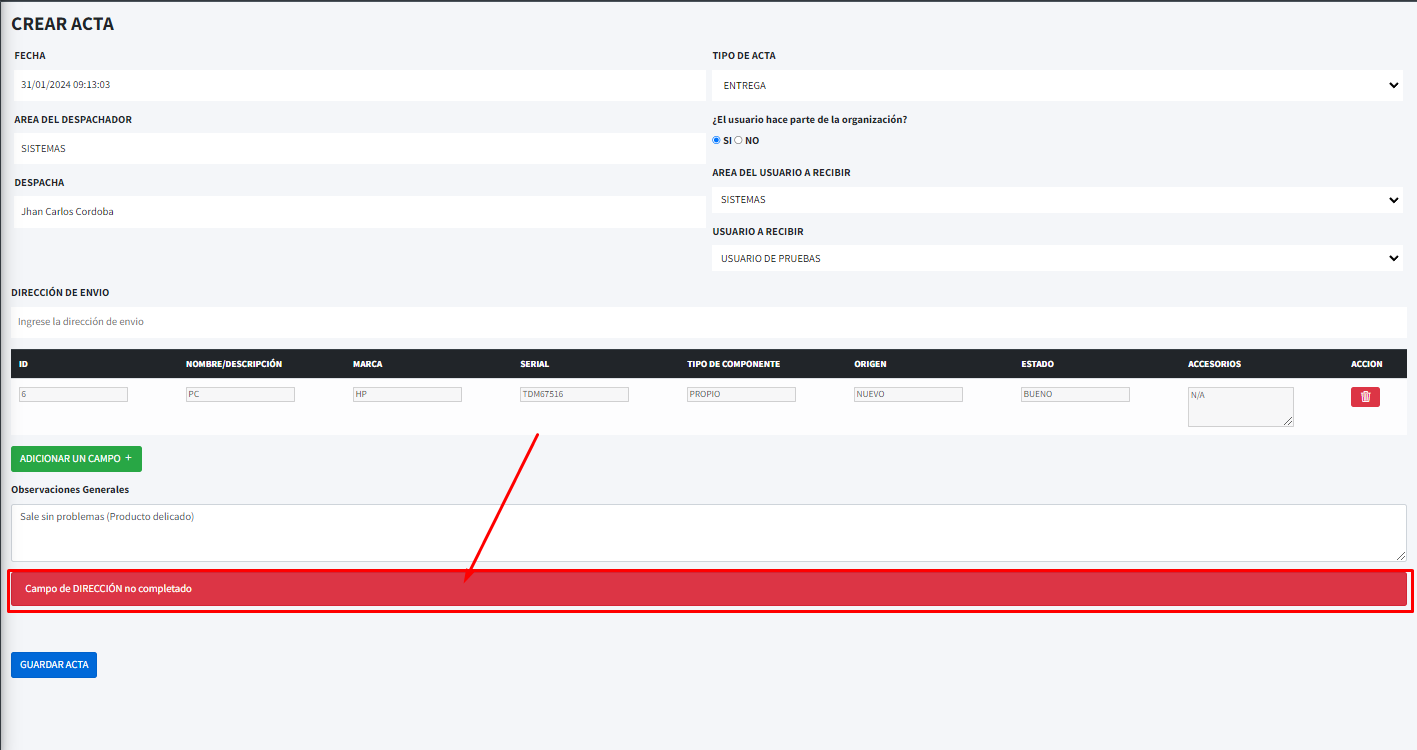 CREAR ACTA
FECHA
31/01/2024 09:13:03
TIPO DE ACTA
ENTREGA
AREA DEL DESPACHADOR
SISTEMAS
¿El usuario hace parte de la organización?
SI NO
DESPACHA
Jhan Carlos Cordoba
AREA DEL USUARIO A RECIBIR
SISTEMAS
USUARIO A RECIBIR
USUARIO DE PRUEBAS
DIRECCIÓN DE ENVIO
Ingrese la dirección de envio
ID NOMBRE/DESCRIPCIÓN MARCA SERIAL TIPO DE COMPONENTE ORIGEN ESTADO ACCESORIOS ACCION
6 PC HP TDM67516 PROPIO NUEVO BUENO N/A
ADICIONAR UN CAMPO +
Observaciones Generales
Sale sin problemas (Producto delicado)
Campo de DIRECCIÓN no completado
GUARDAR ACTA